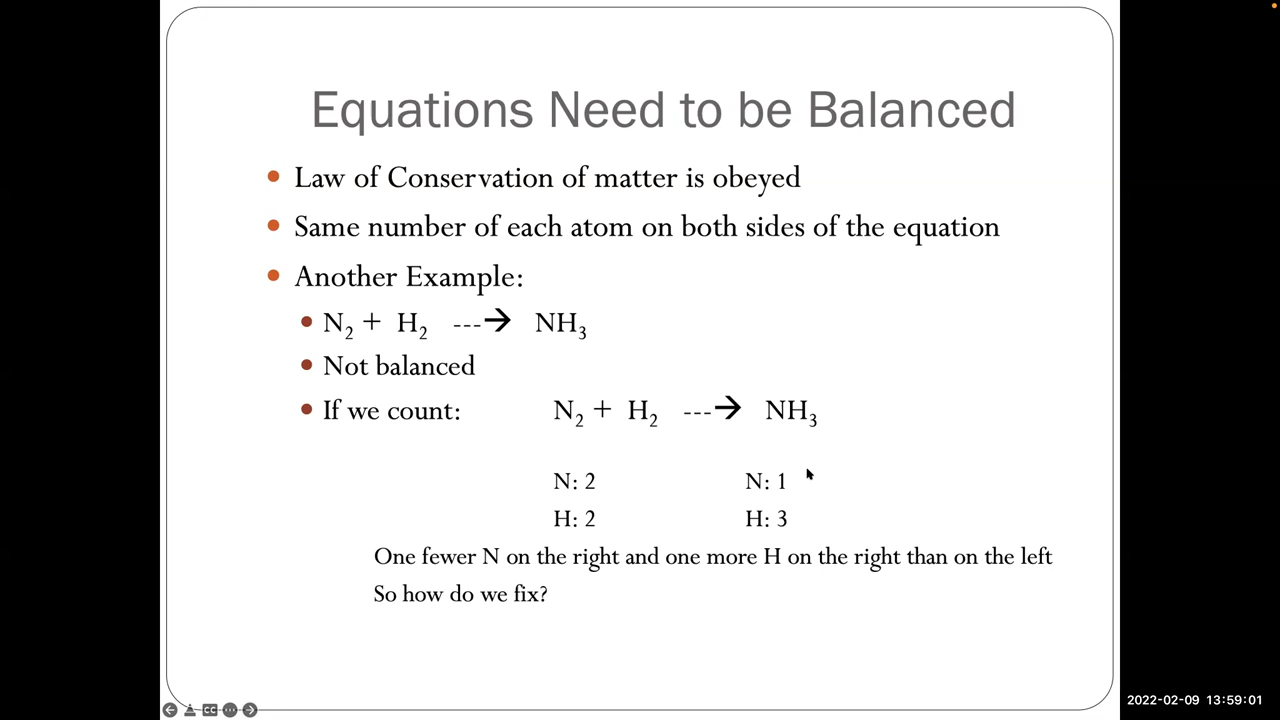 Equations Need to be Balanced
• Law of Conservation of matter is obeyed
• Same number of each atom on both sides of the equation
• Another Example:
• N₂ + H₂ ---→ NH₃
• Not balanced
• If we count: N₂ + H₂ ---→ NH₃
N: 2 N: 1
H: 2 H: 3
One fewer N on the right and one more H on the right than on the left
So how do we fix?
CC
2022-02-09 13:59:01